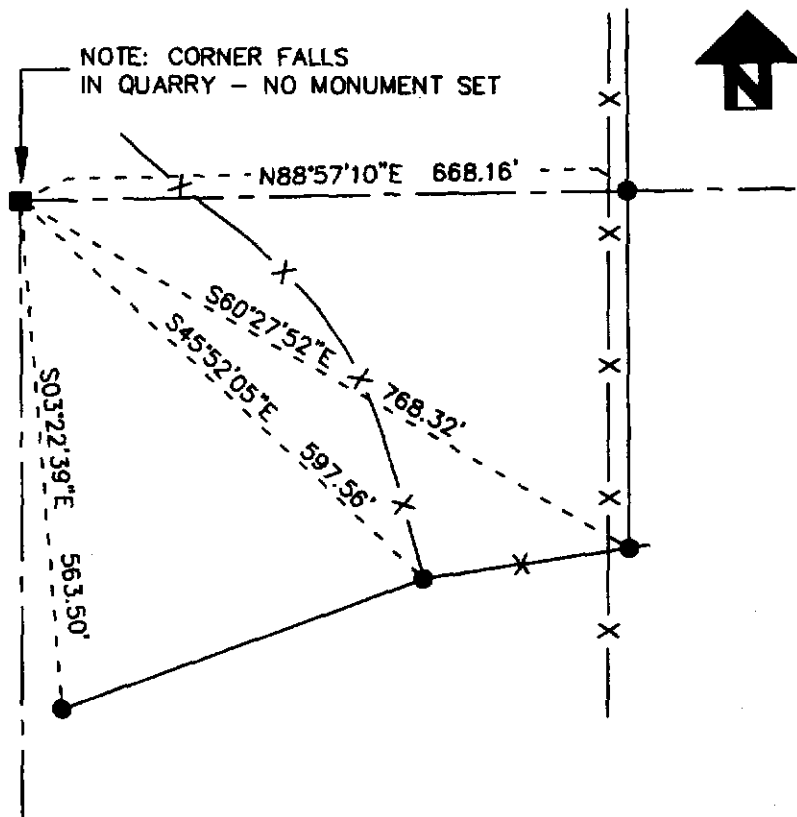 NOTE: CORNER FALLS
IN QUARRY – NO MONUMENT SET
N
N88°57'10"E 668.16'
S60°27'52"E 768.32'
S45°52'05"E 597.56'
S03°22'39"E 563.50'